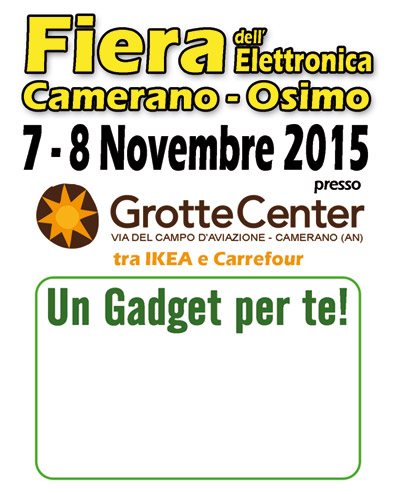 Fiera dell' Elettronica
Camerano - Osimo
7 - 8 Novembre 2015
presso
GrotteCenter
VIA DEL CAMPO D'AVIAZIONE - CAMERANO (AN)
tra IKEA e Carrefour
Un Gadget per te!